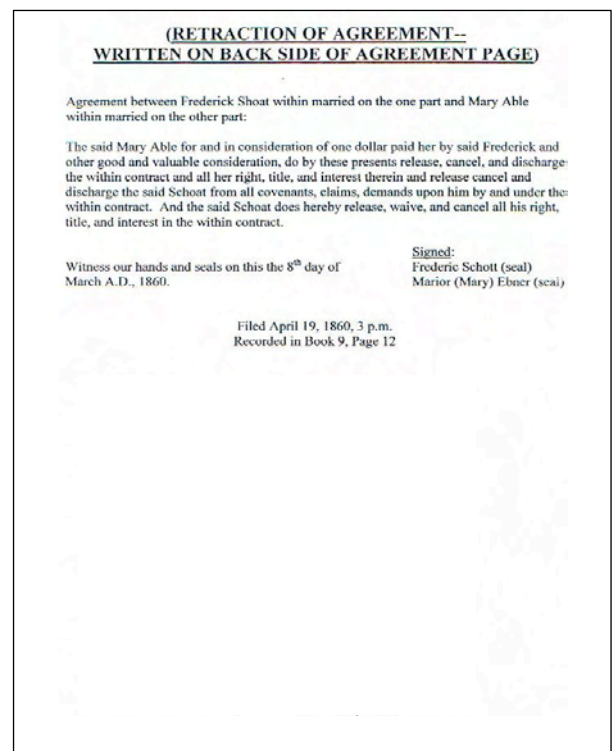 (RETRACTION OF AGREEMENT--
WRITTEN ON BACK SIDE OF AGREEMENT PAGE)
Agreement between Frederick Shoat within married on the one part and Mary Able
within married on the other part:
The said Mary Able for and in consideration of one dollar paid her by said Frederick and
other good and valuable consideration, do by these presents release, cancel, and discharge
the within contract and all her right, title, and interest therein and release cancel and
discharge the said Schoat from all covenants, claims, demands upon him by and under the
within contract. And the said Schoat does hereby release, waive, and cancel all his right,
title, and interest in the within contract.
Witness our hands and seals on this the 8th day of
March A.D., 1860.
Signed:
Frederic Schott (seal)
Marior (Mary) Ebner (seal)
Filed April 19, 1860, 3 p.m.
Recorded in Book 9, Page 12